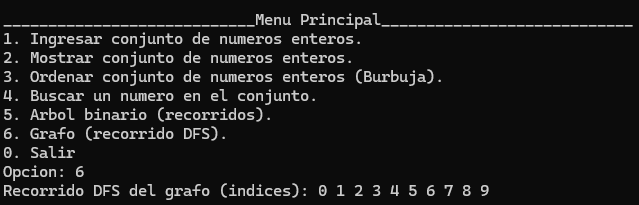 ____________________________Menu Principal____________________________
1. Ingresar conjunto de numeros enteros.
2. Mostrar conjunto de numeros enteros.
3. Ordenar conjunto de numeros enteros (Burbuja).
4. Buscar un numero en el conjunto.
5. Arbol binario (recorridos).
6. Grafo (recorrido DFS).
0. Salir
Opcion: 6
Recorrido DFS del grafo (indices): 0 1 2 3 4 5 6 7 8 9